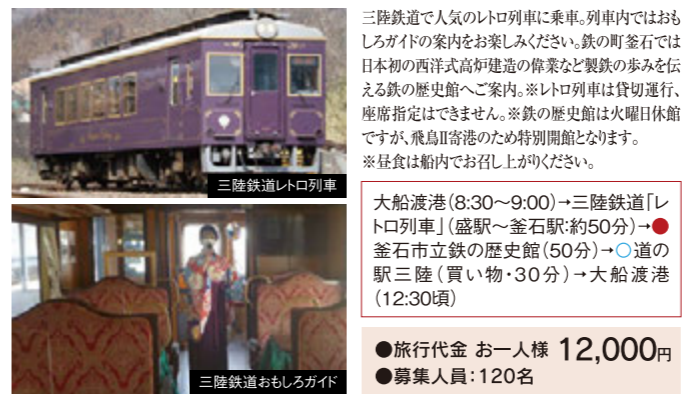 三陸鉄道で人気のレトロ列車に乗車。列車内ではおも
しろガイドの案内をお楽しみください。鉄の町釜石では
日本初の西洋式高炉建造の偉業など製鉄の歩みを伝
える鉄の歴史館へご案内。※レトロ列車は貸切運行、
座席指定はできません。※鉄の歴史館は火曜日休館
ですが、飛鳥Ⅱ寄港のため特別開館となります。
※昼食は船内でお召し上がりください。
三陸鉄道レトロ列車
大船渡港（8:30～9:00）→三陸鉄道「レ
トロ列車」（盛駅～釜石駅:約50分）→●
釜石市立鉄の歴史館（50分）→○道の
駅三陸（買い物・30分）→大船渡港
（12:30頃）
三陸鉄道おもしろガイド
●旅行代金 お一人様 12,000円
●募集人員：120名